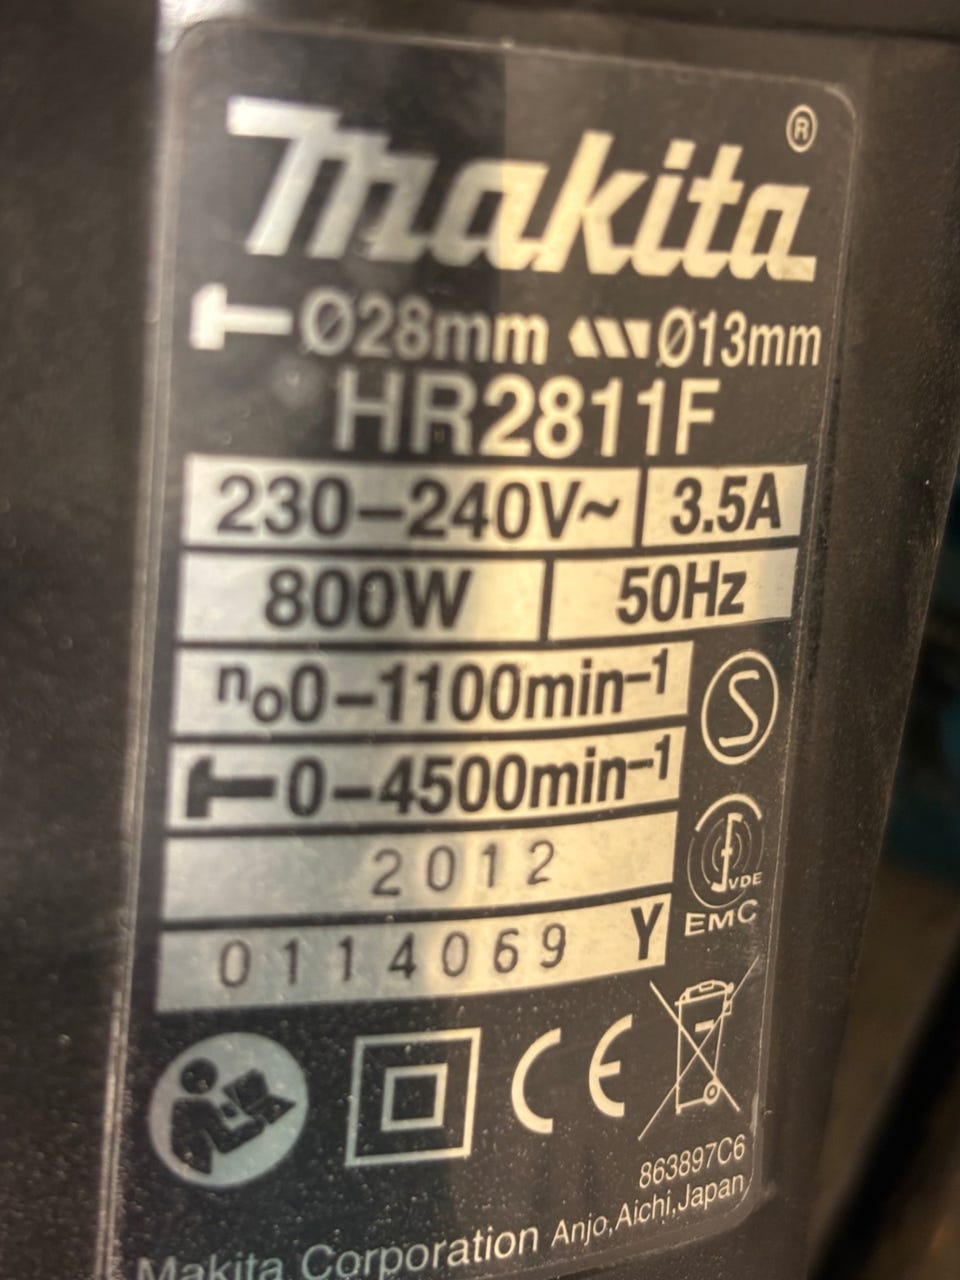 makita®
Ø28mm Ø13mm
HR2811F
230–240V~ 3.5A
800W 50Hz
n₀0–1100min⁻¹
0–4500min⁻¹
S
2012
VDE
EMC
0114069 Y
CE
863897C6
Makita Corporation Anjo,Aichi,Japan